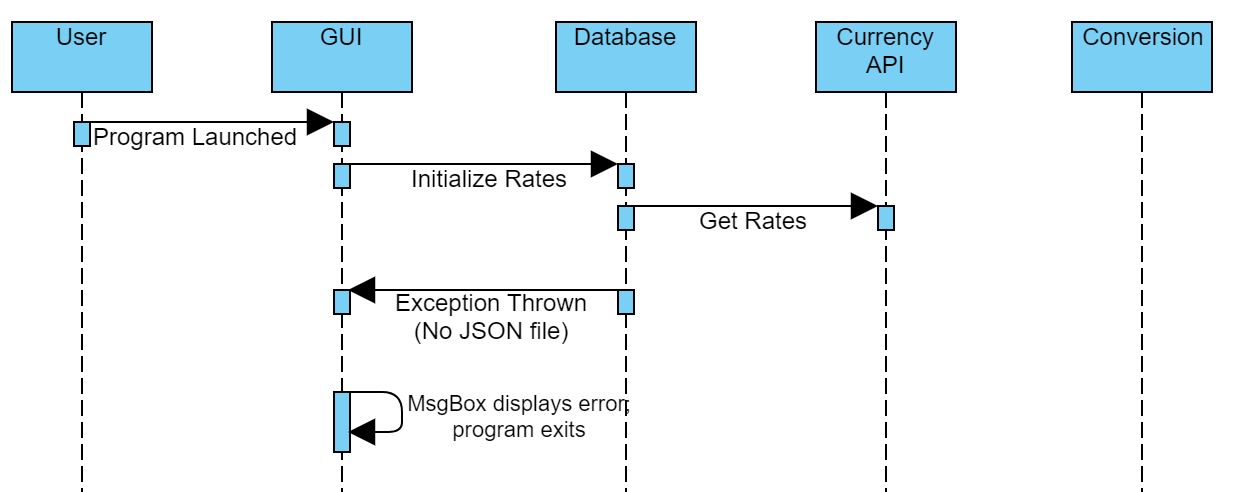 User
GUI
Database
Currency
API
Conversion
Program Launched
Initialize Rates
Get Rates
Exception Thrown
(No JSON file)
MsgBox displays error,
program exits